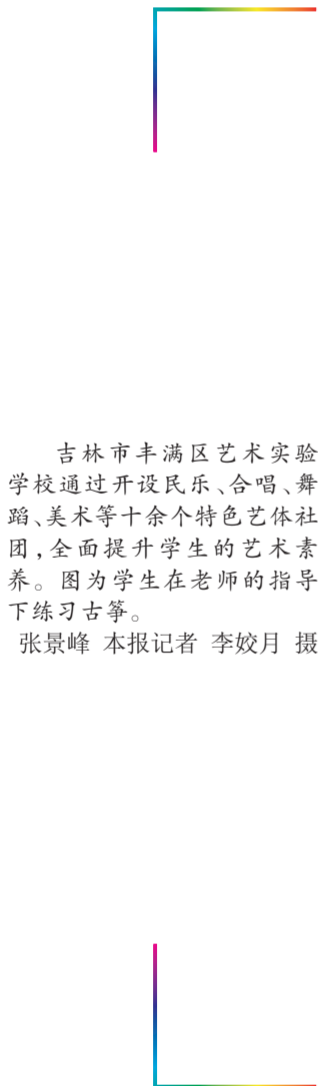 吉林市丰满区艺术实验
学校通过开设民乐、合唱、舞
蹈、美术等十余个特色艺体社
团，全面提升学生的艺术素
养。图为学生在老师的指导
下练习古筝。
张景峰 本报记者 李姣月 摄